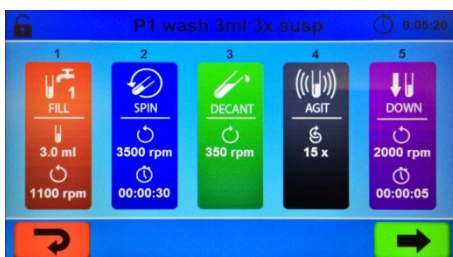 P1 wash 3ml 3x susp
0:05:20
1 2 3 4 5
1
FILL SPIN DECANT AGIT DOWN
3.0 ml 3500 rpm 350 rpm 15 x 2000 rpm
1100 rpm 00:00:30 00:00:05